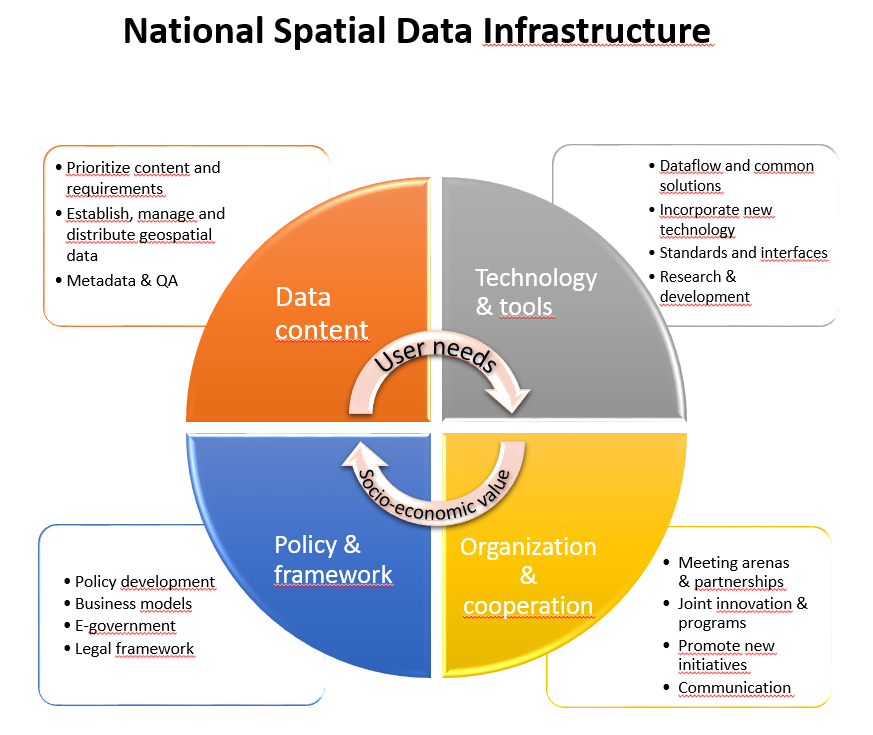 National Spatial Data Infrastructure
• Prioritize content and
requirements
• Establish, manage and
distribute geospatial
data
• Metadata & QA
• Dataflow and common
solutions
• Incorporate new
technology
• Standards and interfaces
• Research &
development
Data
content
Technology
& tools
User needs
Socio-economic value
Policy &
framework
Organization
&
cooperation
• Policy development
• Business models
• E-government
• Legal framework
• Meeting arenas
& partnerships
• Joint innovation &
programs
• Promote new
initiatives
• Communication